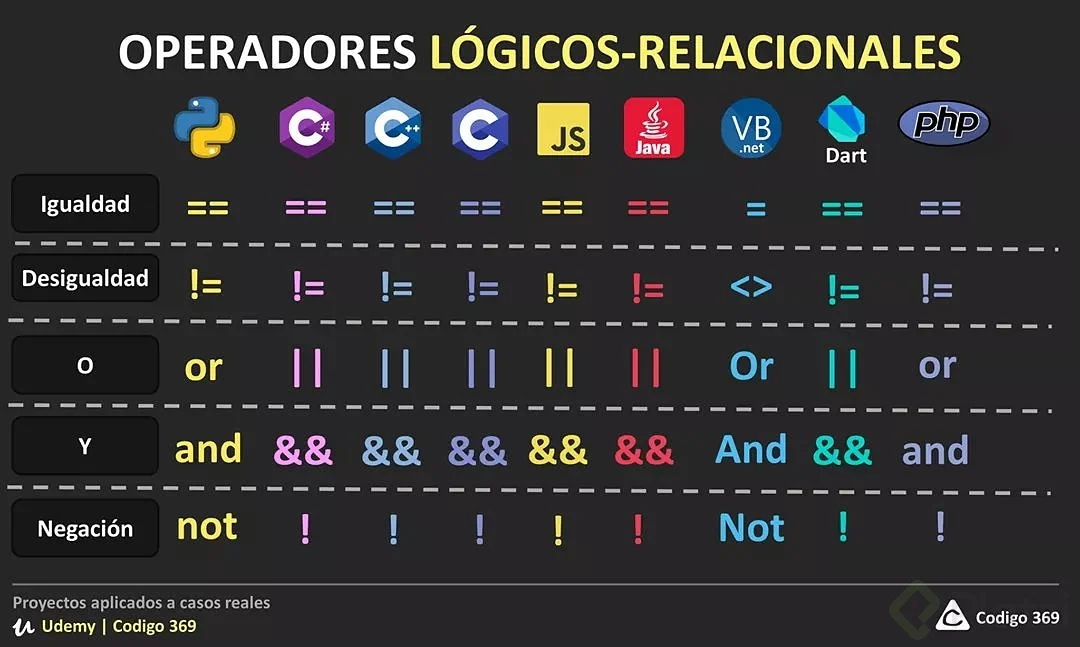 OPERADORES LÓGICOS-RELACIONALES
C# C++ C JS Java VB .net Dart php
Igualdad == == == == == == = == ==
Desigualdad != != != != != != <> != !=
O or || || || || || Or || or
Y and && && && && && And && and
Negación not ! ! ! ! ! Not ! !
Proyectos aplicados a casos reales
Udemy | Codigo 369
Codigo 369